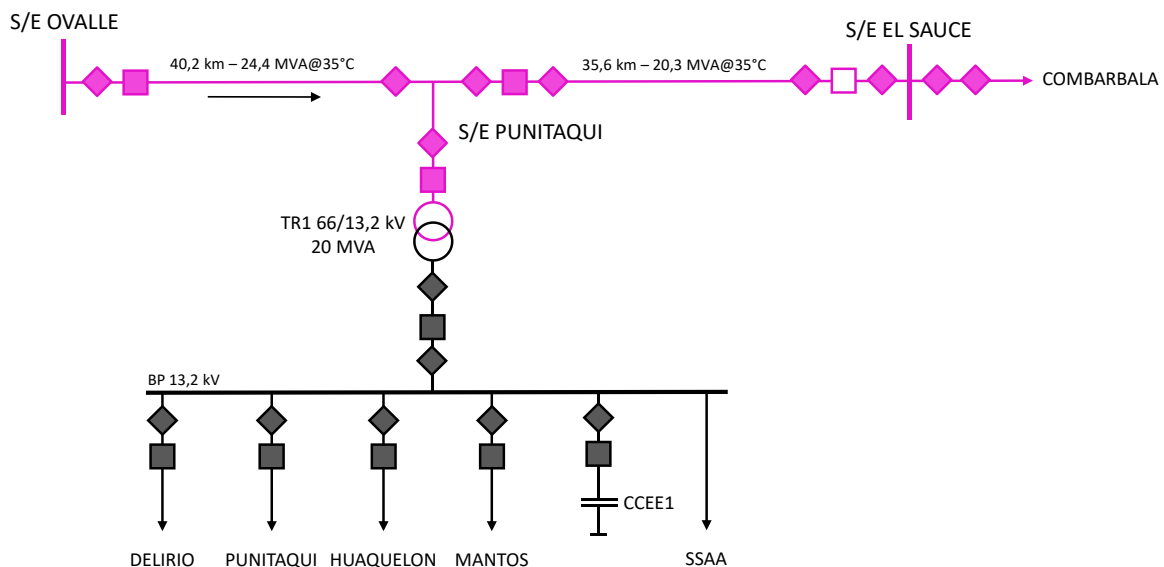 S/E OVALLE
S/E EL SAUCE
40,2 km – 24,4 MVA@35°C
35,6 km – 20,3 MVA@35°C
COMBARBALA
S/E PUNITAQUI
TR1 66/13,2 kV
20 MVA
BP 13,2 kV
CCEE1
DELIRIO
PUNITAQUI
HUAQUELON
MANTOS
SSAA